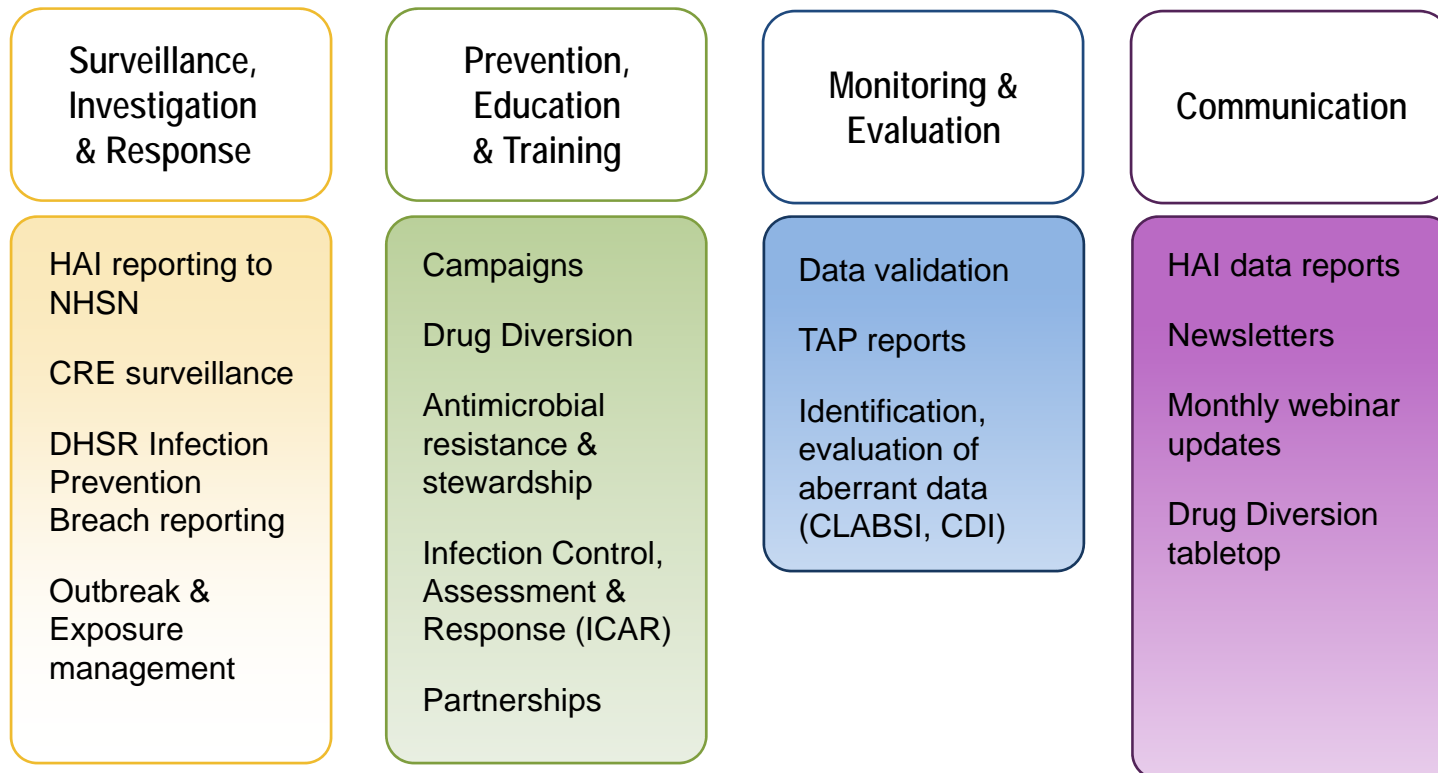 Surveillance,
Investigation
& Response
HAI reporting to
NHSN
CRE surveillance
DHSR Infection
Prevention
Breach reporting
Outbreak &
Exposure
management
Prevention,
Education
& Training
Campaigns
Drug Diversion
Antimicrobial
resistance &
stewardship
Infection Control,
Assessment &
Response (ICAR)
Partnerships
Monitoring &
Evaluation
Data validation
TAP reports
Identification,
evaluation of
aberrant data
(CLABSI, CDI)
Communication
HAI data reports
Newsletters
Monthly webinar
updates
Drug Diversion
tabletop